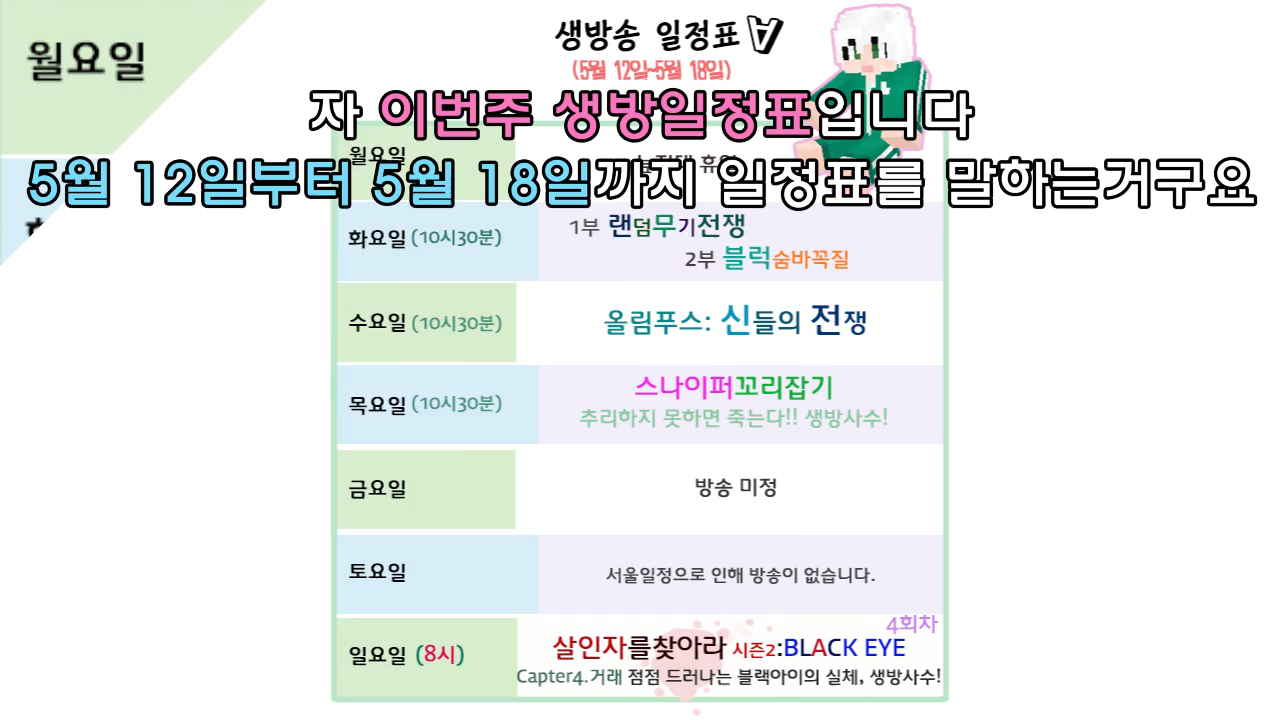 월요일
생방송 일정표
(5월 12일~5월 18일)
자 이번주 생방일정표입니다
5월 12일부터 5월 18일까지 일정표를 말하는거구요
월요일
휴일
화요일 (10시30분)
1부 랜덤무기전쟁
2부 블럭숨바꼭질
수요일 (10시30분)
올림푸스: 신들의 전쟁
목요일 (10시30분)
스나이퍼꼬리잡기
추리하지 못하면 죽는다!! 생방사수!
금요일
방송 미정
토요일
서울일정으로 인해 방송이 없습니다.
일요일 (8시)
4회차
살인자를찾아라 시즌2:BLACK EYE
Capter4.거래 점점 드러나는 블랙아이의 실체, 생방사수!